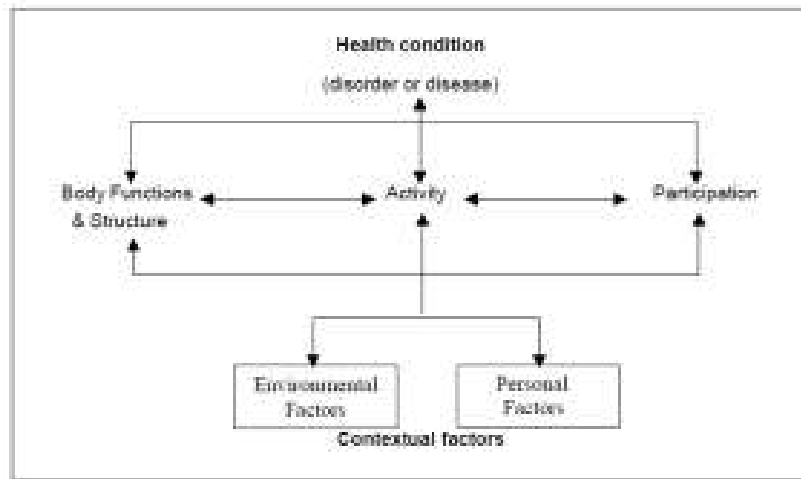 Health condition
(disorder or disease)
Body Functions
& Structure
Activity
Participation
Environmental
Factors
Personal
Factors
Contextual factors